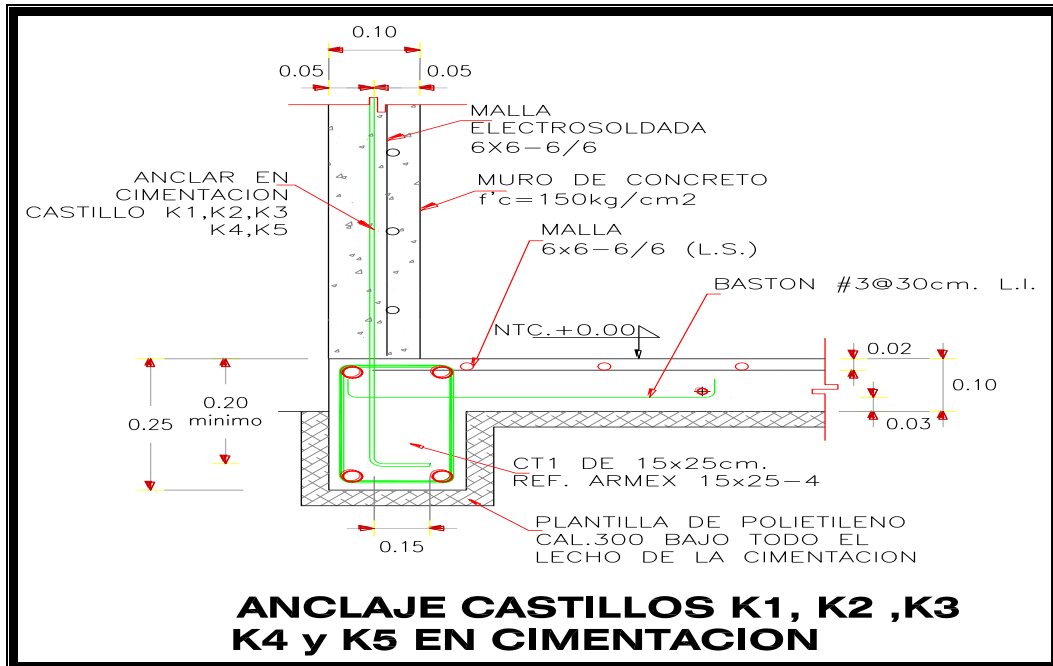 0.10
0.05
0.05
MALLA
ELECTROSOLDADA
6X6-6/6
ANCLAR EN
CIMENTACION
CASTILLO K1,K2,K3
K4,K5
MURO DE CONCRETO
f'c=150kg/cm2
MALLA
6x6-6/6 (L.S.)
BASTON #3@30cm. L.I.
NTC.+0.00
0.02
0.10
0.03
0.25
0.20
minimo
CT1 DE 15x25cm.
REF. ARMEX 15x25-4
0.15
PLANTILLA DE POLIETILENO
CAL.300 BAJO TODO EL
LECHO DE LA CIMENTACION
ANCLAJE CASTILLOS K1, K2 ,K3
K4 y K5 EN CIMENTACION